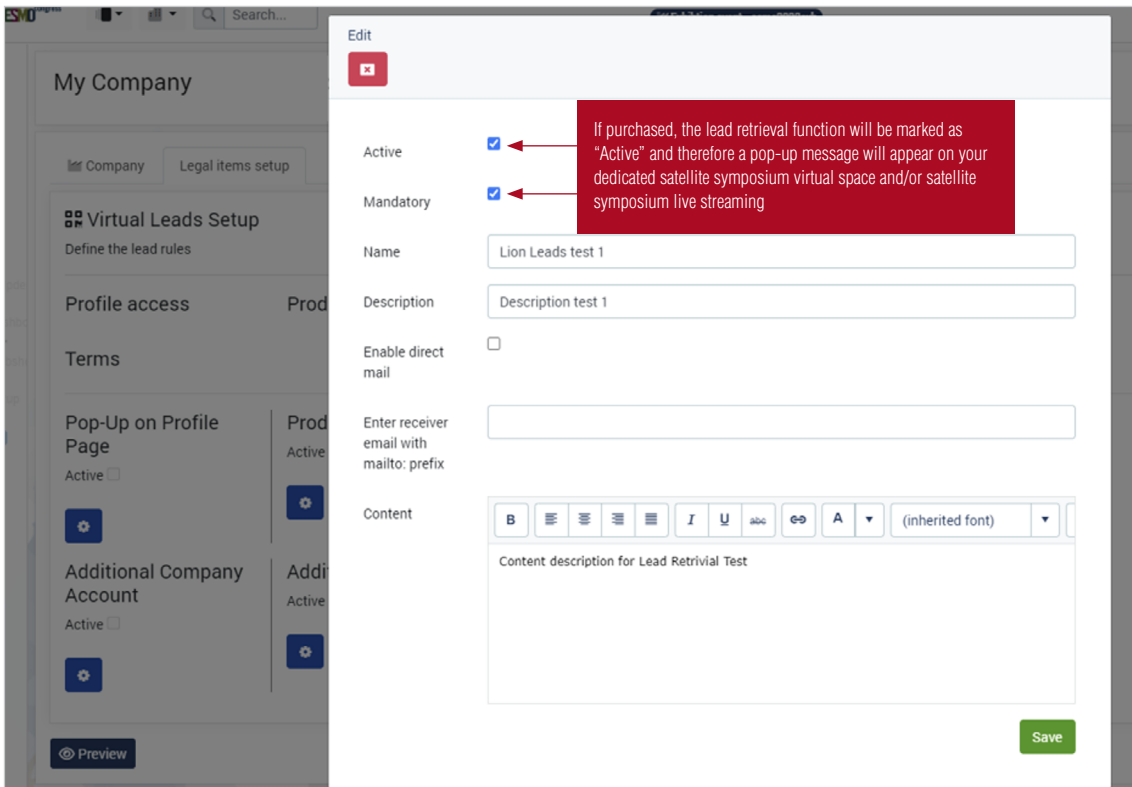 ESMO congress
Search...
Edit
My Company
Company
Legal items setup
Virtual Leads Setup
Define the lead rules
Profile access
Prod
Terms
Pop-Up on Profile
Page
Active
Prod
Active
Additional Company
Account
Active
Addi
Active
Preview
Active
Mandatory
If purchased, the lead retrieval function will be marked as
“Active” and therefore a pop-up message will appear on your
dedicated satellite symposium virtual space and/or satellite
symposium live streaming
Name
Lion Leads test 1
Description
Description test 1
Enable direct
mail
Enter receiver
email with
mailto: prefix
Content
B
I
U
abc
A
(inherited font)
Content description for Lead Retrivial Test
Save